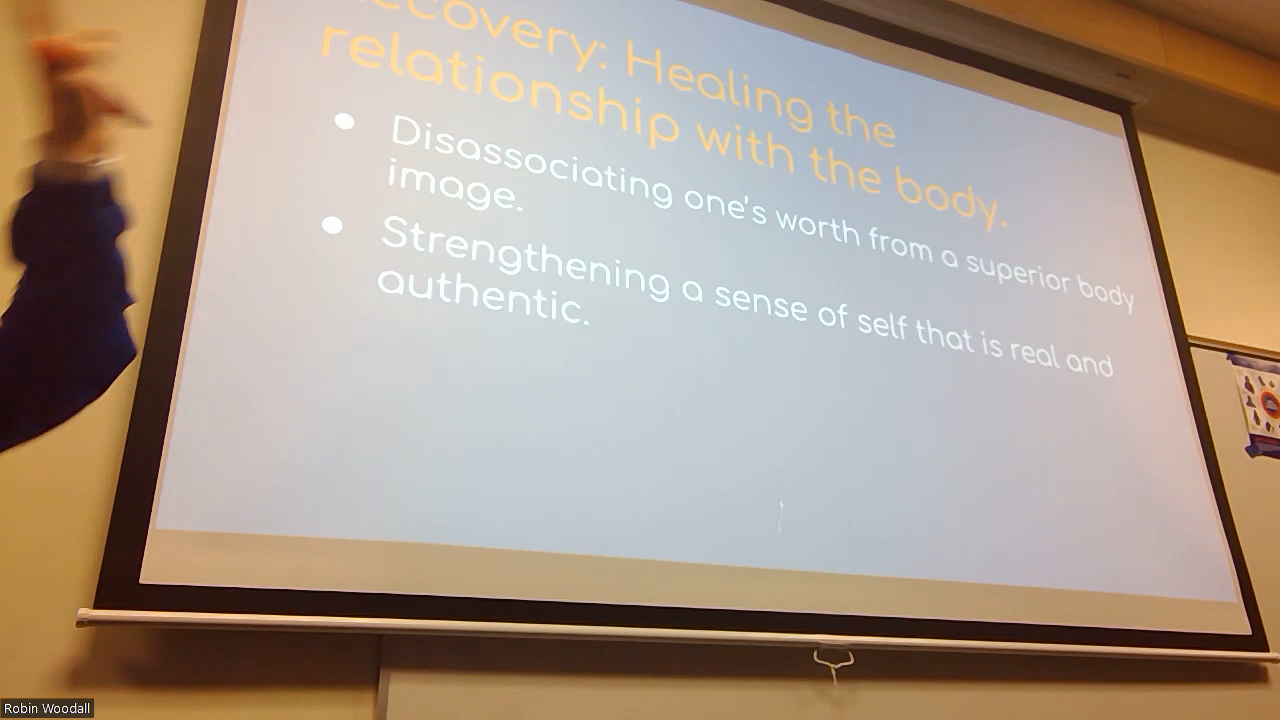 relationship with the body.
covery: Healing the
• Disassociating one's worth from a superior body
image.
• Strengthening a sense of self that is real and
authentic.
Robin Woodall